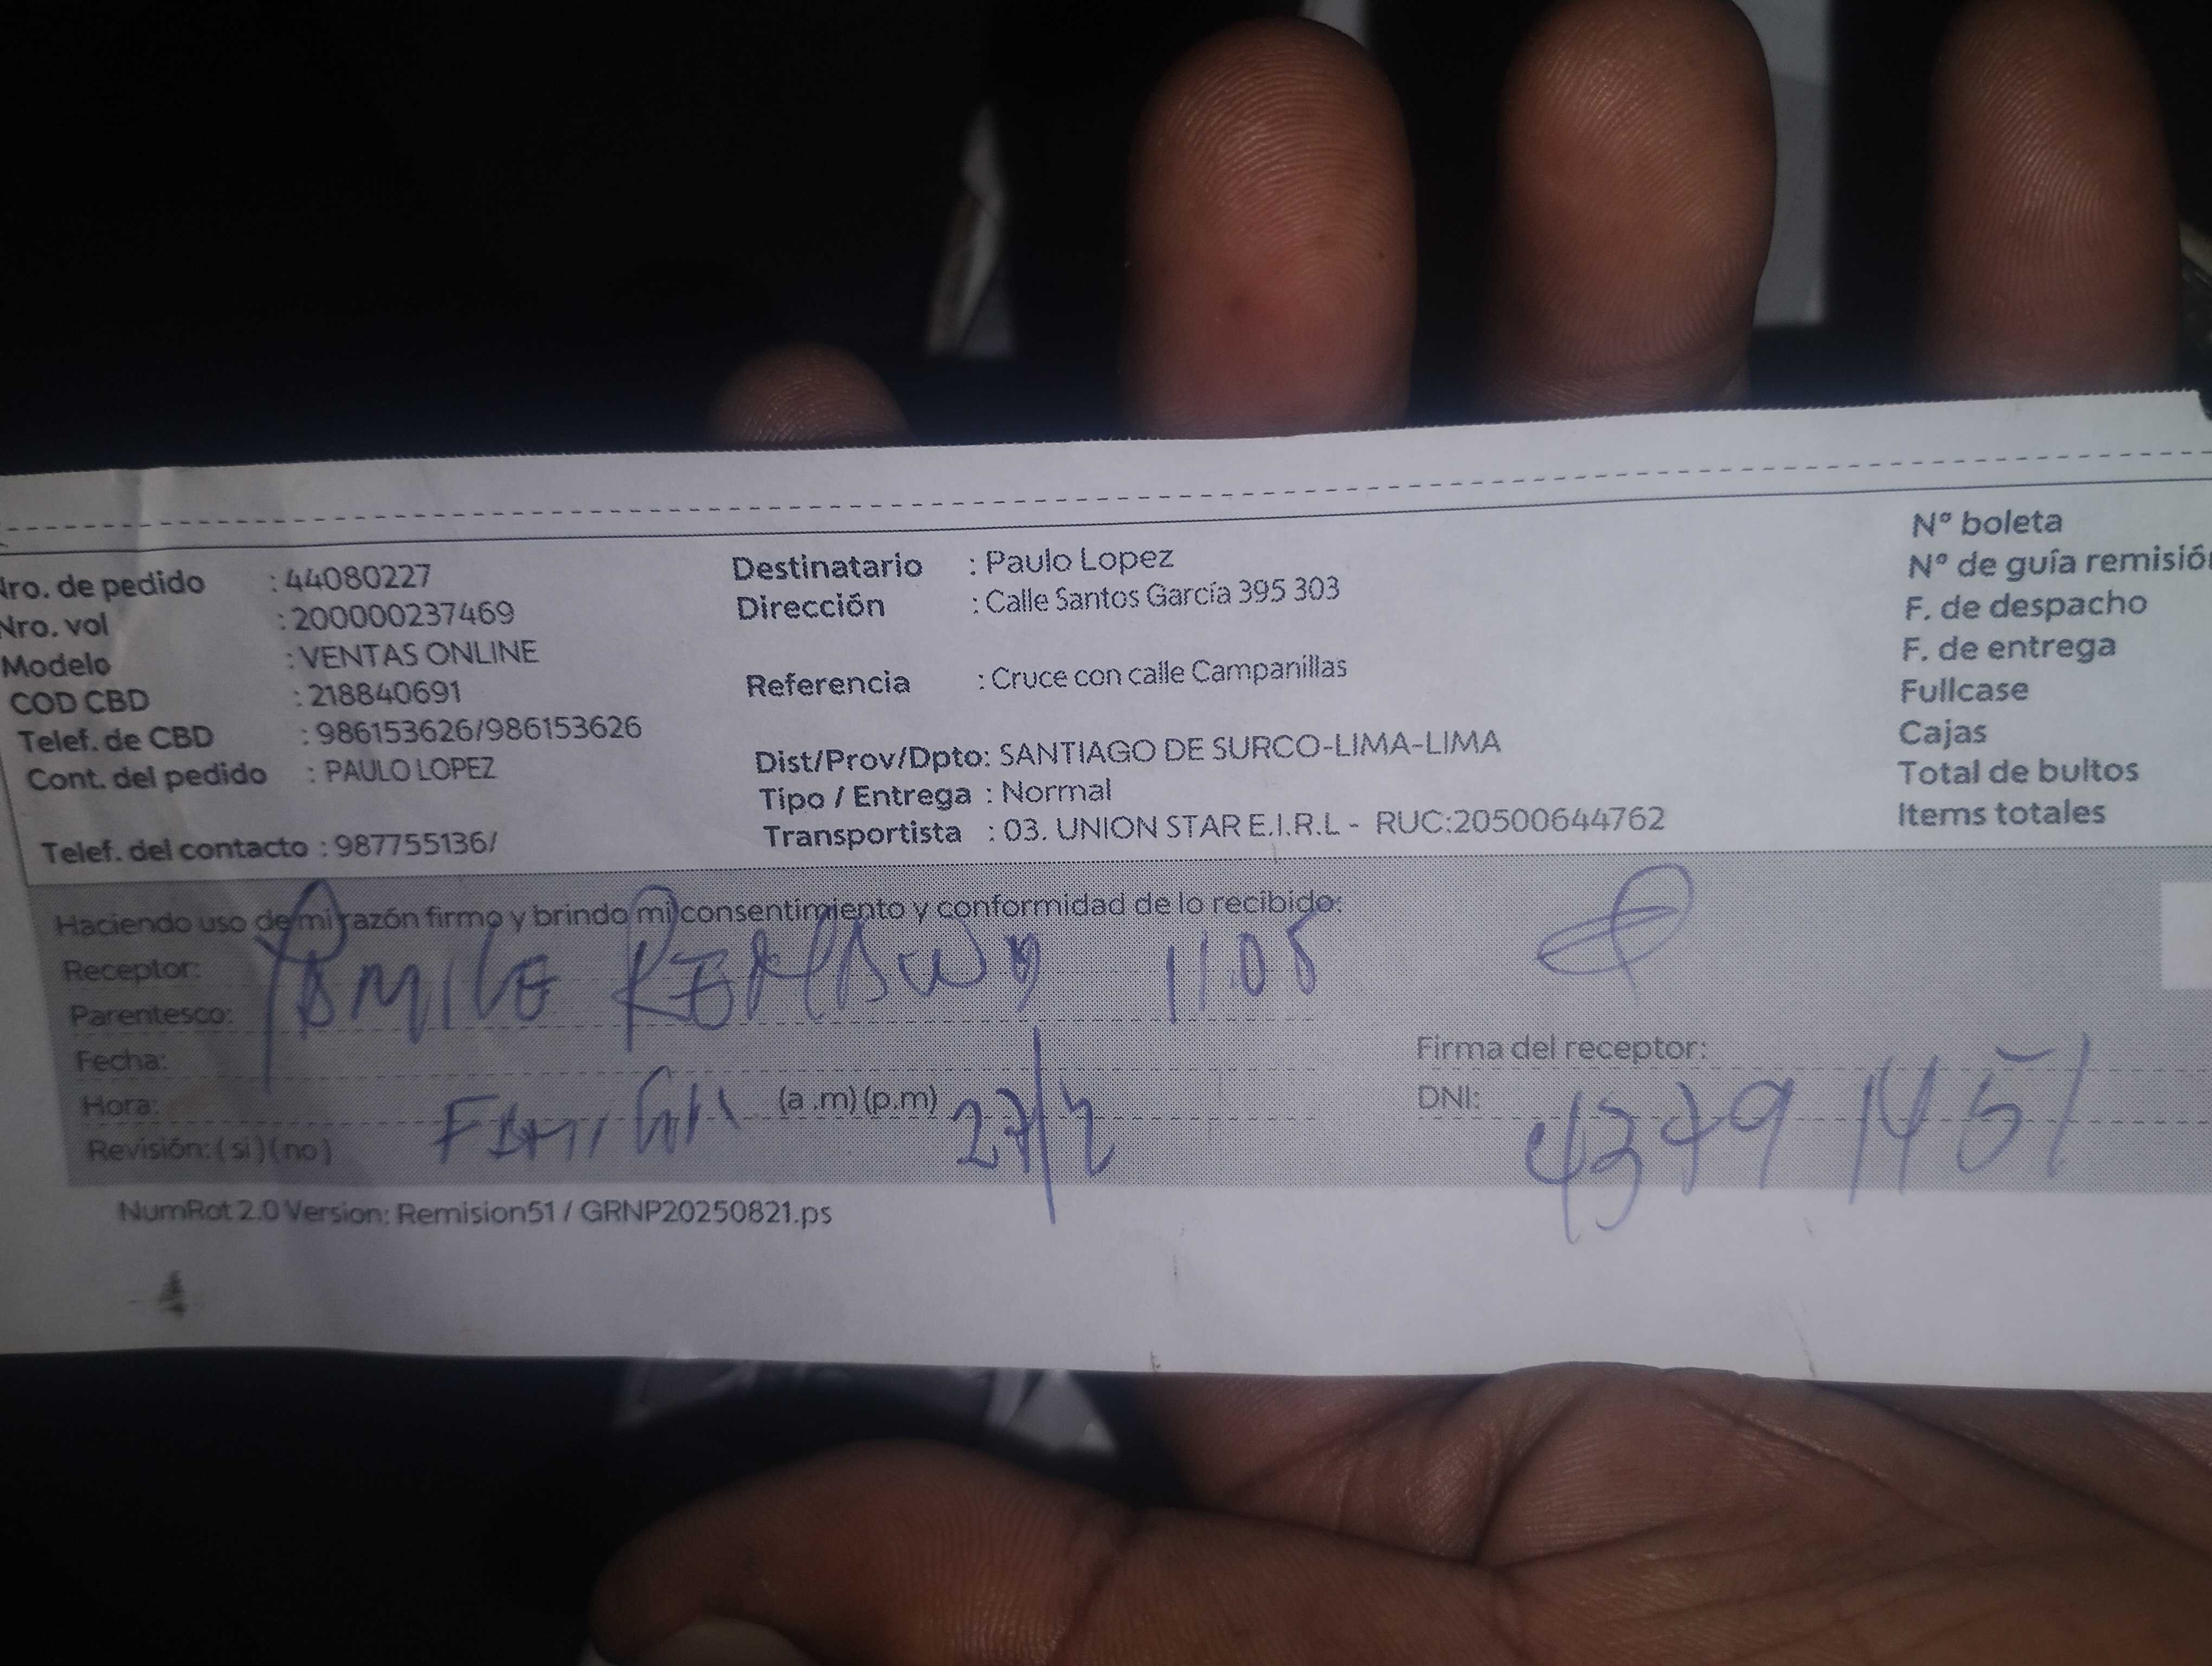 Nro. de pedido : 44080227
Nro. vol : 200000237469
Modelo : VENTAS ONLINE
COD CBD : 218840691
Telef. de CBD : 986153626/986153626
Cont. del pedido : PAULO LOPEZ
Telef. del contacto : 987755136/
Destinatario : Paulo Lopez
Dirección : Calle Santos García 395 303
Referencia : Cruce con calle Campanillas
Dist/Prov/Dpto: SANTIAGO DE SURCO-LIMA-LIMA
Tipo / Entrega : Normal
Transportista : 03. UNION STAR E.I.R.L - RUC:20500644762
N° boleta
N° de guía remisió
F. de despacho
F. de entrega
Fullcase
Cajas
Total de bultos
Items totales
Haciendo uso de mi razón firmo y brindo mi consentimiento y conformidad de lo recibido:
Receptor: 1105
Parentesco:
Fecha:
Hora: (a .m) (p.m) 27/2
Revisión: ( si ) ( no )
Firma del receptor:
DNI: 43791451
NumRot 2.0 Version: Remision51 / GRNP20250821.ps